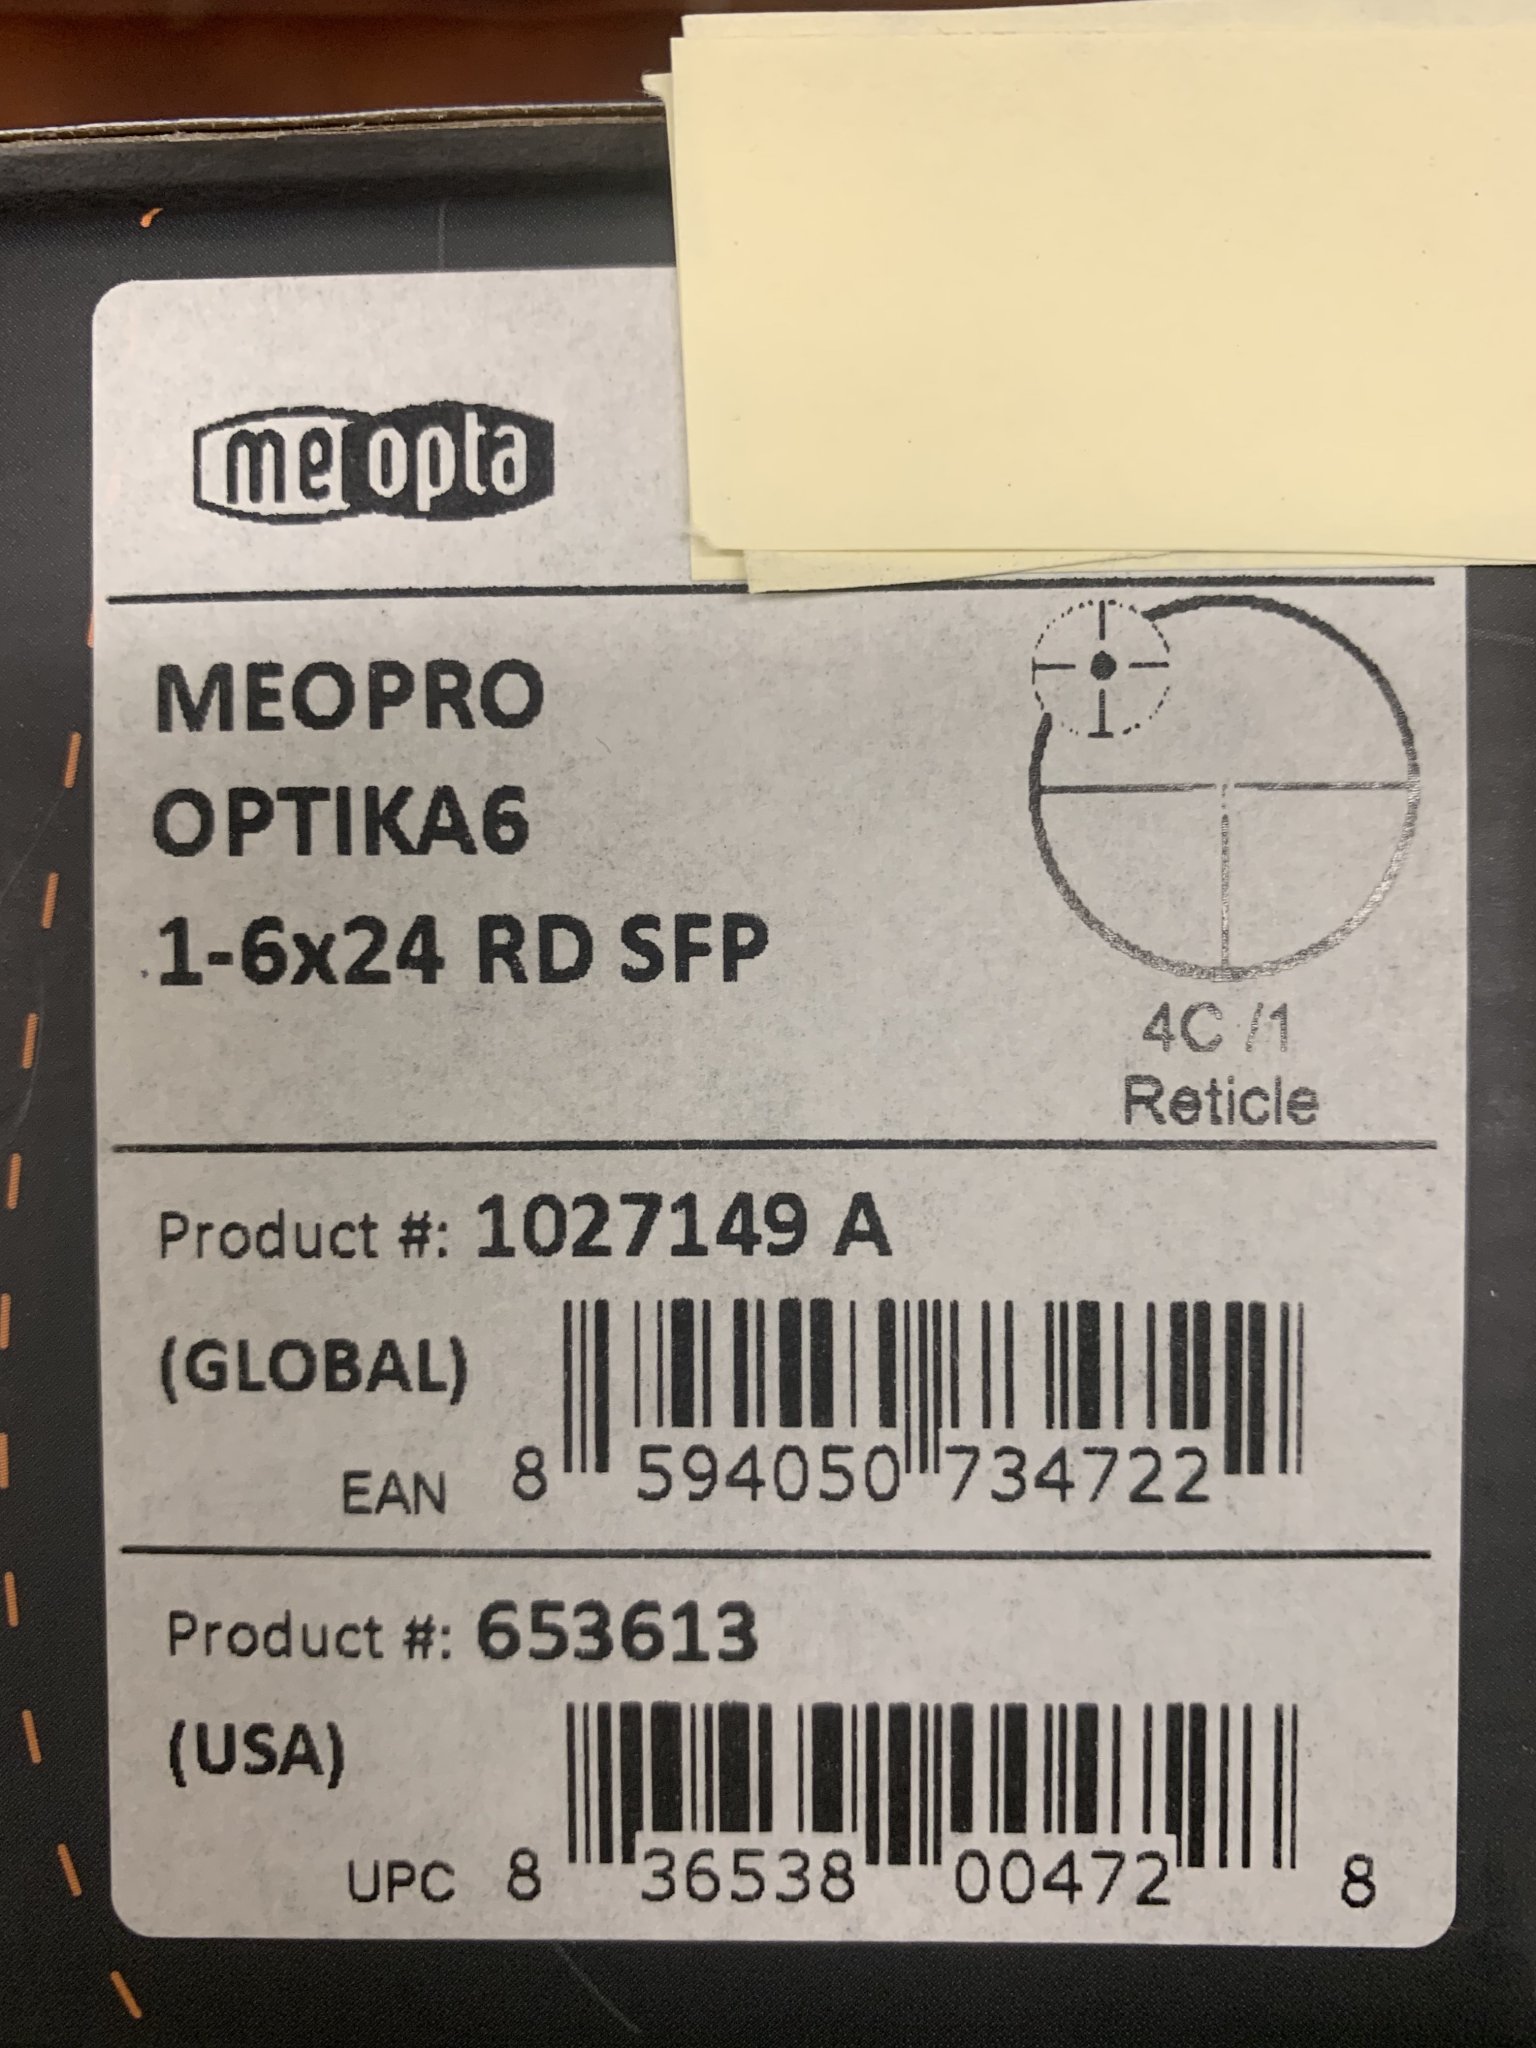 meopta
MEOPRO
OPTIKA6
1-6x24 RD SFP
4C /1
Reticle
Product #: 1027149 A
(GLOBAL)
EAN 8 594050 734722
Product #: 653613
(USA)
UPC 8 36538 00472 8